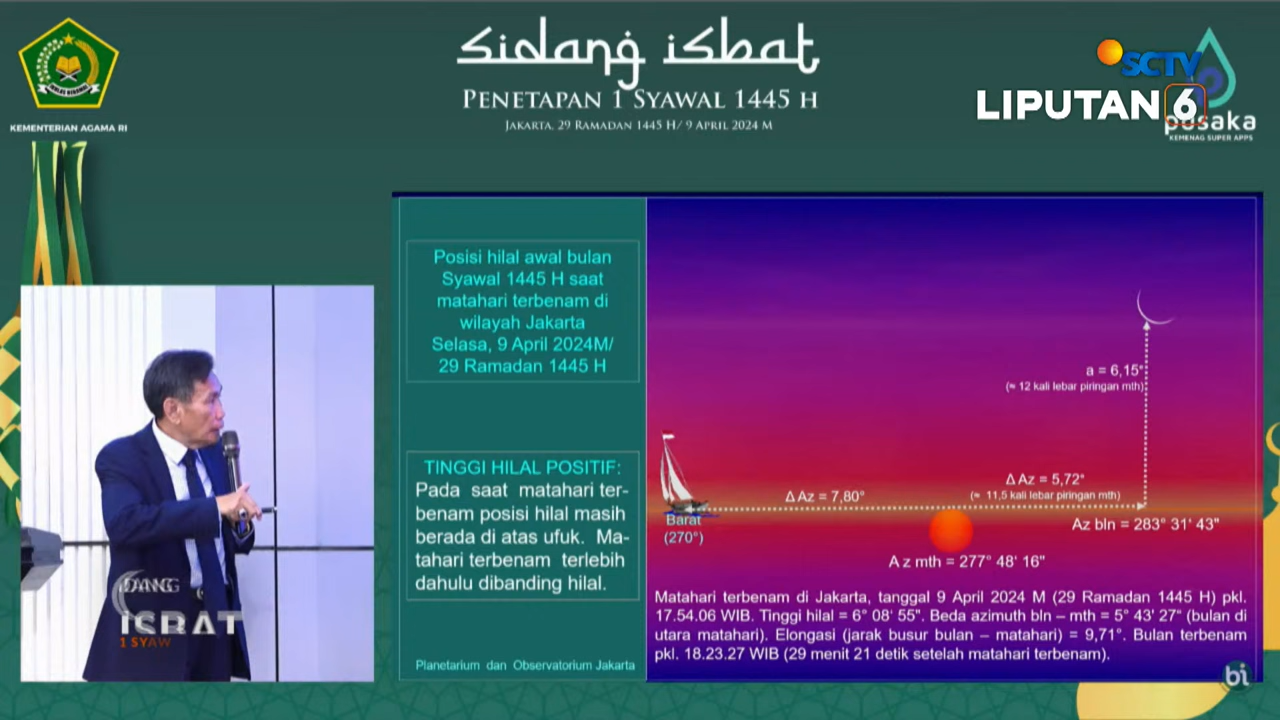 sidang isbat
PENETAPAN 1 SYAWAL 1445 H
JAKARTA, 29 RAMADAN 1445 H/ 9 APRIL 2024 M
KEMENTERIAN AGAMA RI
SCTV
LIPUTAN 6
pusaka
KEMENAG SUPER APPS
Posisi hilal awal bulan
Syawal 1445 H saat
matahari terbenam di
wilayah Jakarta
Selasa, 9 April 2024M/
29 Ramadan 1445 H
TINGGI HILAL POSITIF:
Pada saat matahari ter-
benam posisi hilal masih
berada di atas ufuk. Ma-
tahari terbenam terlebih
dahulu dibanding hilal.
Planetarium dan Observatorium Jakarta
a = 6,15°
(≈ 12 kali lebar piringan mth)
Δ Az = 7,80°
Δ Az = 5,72°
(≈ 11,5 kali lebar piringan mth)
Barat
(270°)
Az bln = 283° 31' 43"
A z mth = 277° 48' 16"
Matahari terbenam di Jakarta, tanggal 9 April 2024 M (29 Ramadan 1445 H) pkl.
17.54.06 WIB. Tinggi hilal = 6° 08' 55". Beda azimuth bln – mth = 5° 43' 27" (bulan di
utara matahari). Elongasi (jarak busur bulan – matahari) = 9,71°. Bulan terbenam
pkl. 18.23.27 WIB (29 menit 21 detik setelah matahari terbenam).
ISBAT
1 SYAW
bi